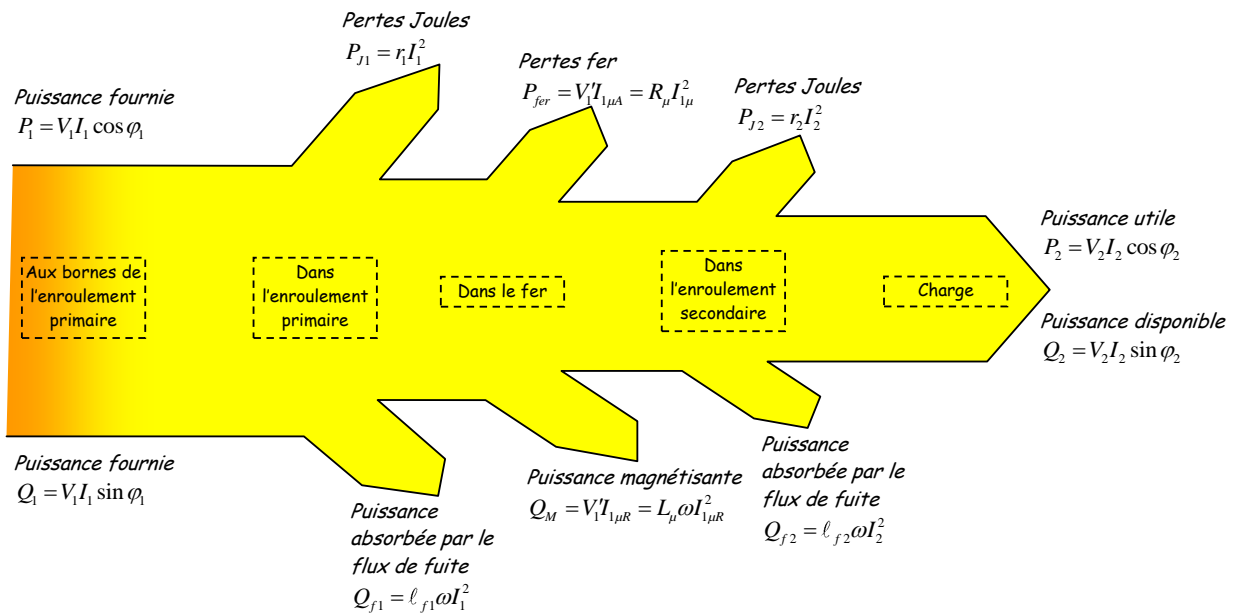 Pertes Joules
P_{J1} = r_1 I_1^2
Pertes fer
P_{fer} = V_1' I_{1μA} = R_μ I_{1μ}^2
Pertes Joules
P_{J2} = r_2 I_2^2
Puissance fournie
P_1 = V_1 I_1 cos φ_1
Aux bornes de
l'enroulement
primaire
Dans
l'enroulement
primaire
Dans le fer
Dans
l'enroulement
secondaire
Charge
Puissance utile
P_2 = V_2 I_2 cos φ_2
Puissance disponible
Q_2 = V_2 I_2 sin φ_2
Puissance fournie
Q_1 = V_1 I_1 sin φ_1
Puissance
absorbée par le
flux de fuite
Q_{f1} = ℓ_{f1} ω I_1^2
Puissance magnétisante
Q_M = V_1' I_{1μR} = L_μ ω I_{1μR}^2
Puissance
absorbée par le
flux de fuite
Q_{f2} = ℓ_{f2} ω I_2^2